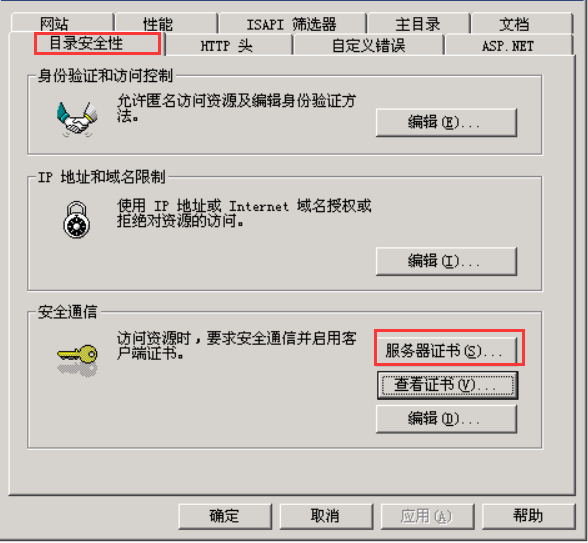 网站 性能 ISAPI 筛选器 主目录 文档
目录安全性 HTTP 头 自定义错误 ASP.NET
身份验证和访问控制
允许匿名访问资源及编辑身份验证方
法。
编辑(E)...
IP 地址和域名限制
使用 IP 地址或 Internet 域名授权或
拒绝对资源的访问。
编辑(I)...
安全通信
访问资源时，要求安全通信并启用客
户端证书。
服务器证书(S)...
查看证书(V)...
编辑(D)...
确定 取消 应用(A) 帮助